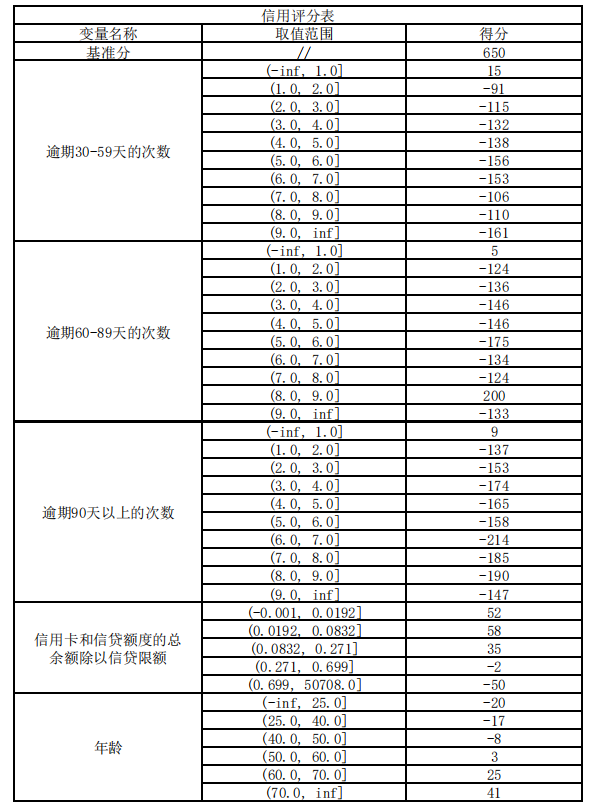 信用评分表
变量名称 取值范围 得分
基准分 // 650
逾期30-59天的次数
(-inf, 1.0] 15
(1.0, 2.0] -91
(2.0, 3.0] -115
(3.0, 4.0] -132
(4.0, 5.0] -138
(5.0, 6.0] -156
(6.0, 7.0] -153
(7.0, 8.0] -106
(8.0, 9.0] -110
(9.0, inf] -161
逾期60-89天的次数
(-inf, 1.0] 5
(1.0, 2.0] -124
(2.0, 3.0] -136
(3.0, 4.0] -146
(4.0, 5.0] -146
(5.0, 6.0] -175
(6.0, 7.0] -134
(7.0, 8.0] -124
(8.0, 9.0] 200
(9.0, inf] -133
逾期90天以上的次数
(-inf, 1.0] 9
(1.0, 2.0] -137
(2.0, 3.0] -153
(3.0, 4.0] -174
(4.0, 5.0] -165
(5.0, 6.0] -158
(6.0, 7.0] -214
(7.0, 8.0] -185
(8.0, 9.0] -190
(9.0, inf] -147
信用卡和信贷额度的总
余额除以信贷限额
(-0.001, 0.0192] 52
(0.0192, 0.0832] 58
(0.0832, 0.271] 35
(0.271, 0.699] -2
(0.699, 50708.0] -50
年龄
(-inf, 25.0] -20
(25.0, 40.0] -17
(40.0, 50.0] -8
(50.0, 60.0] 3
(60.0, 70.0] 25
(70.0, inf] 41